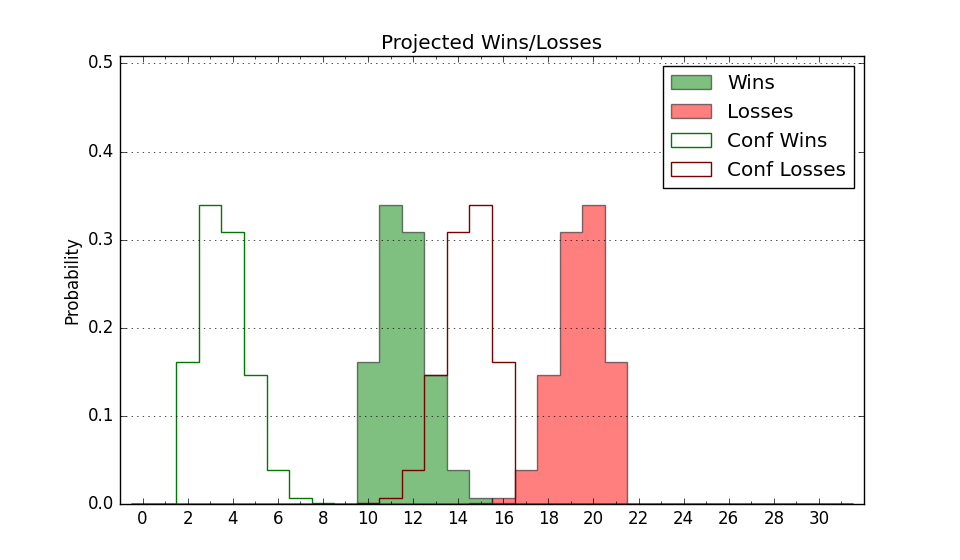 Projected Wins/Losses
0.5
0.4
0.3
0.2
0.1
0.0
Probability
Wins
Losses
Conf Wins
Conf Losses
0 2 4 6 8 10 12 14 16 18 20 22 24 26 28 30